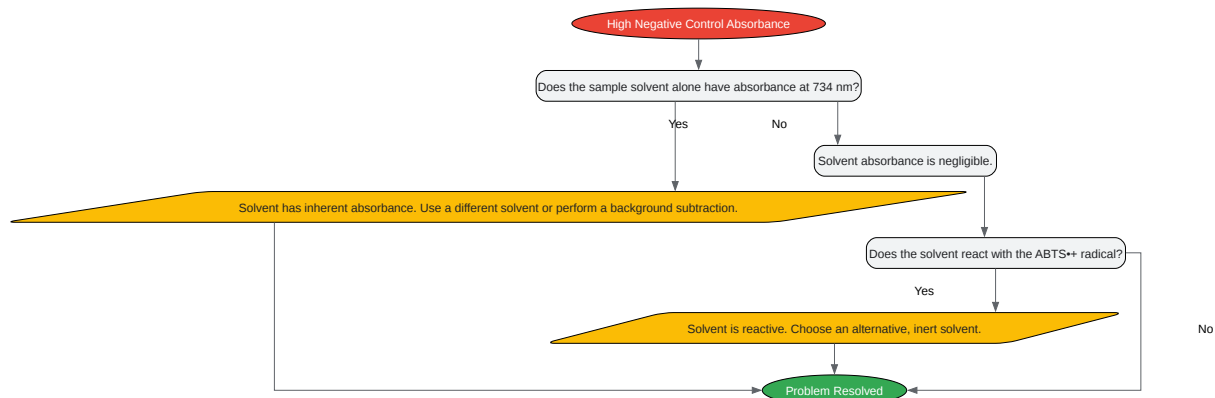 High Negative Control Absorbance
Does the sample solvent alone have absorbance at 734 nm?
Yes
No
Solvent absorbance is negligible.
Solvent has inherent absorbance. Use a different solvent or perform a background subtraction.
Does the solvent react with the ABTS•+ radical?
Yes
Solvent is reactive. Choose an alternative, inert solvent.
No
Problem Resolved